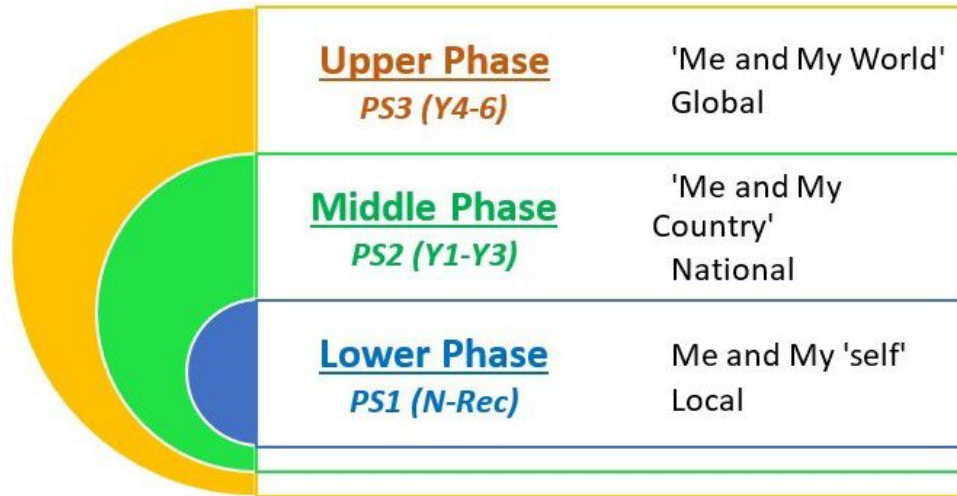 Upper Phase
PS3 (Y4-6)
'Me and My World'
Global
Middle Phase
PS2 (Y1-Y3)
'Me and My
Country'
National
Lower Phase
PS1 (N-Rec)
Me and My 'self'
Local